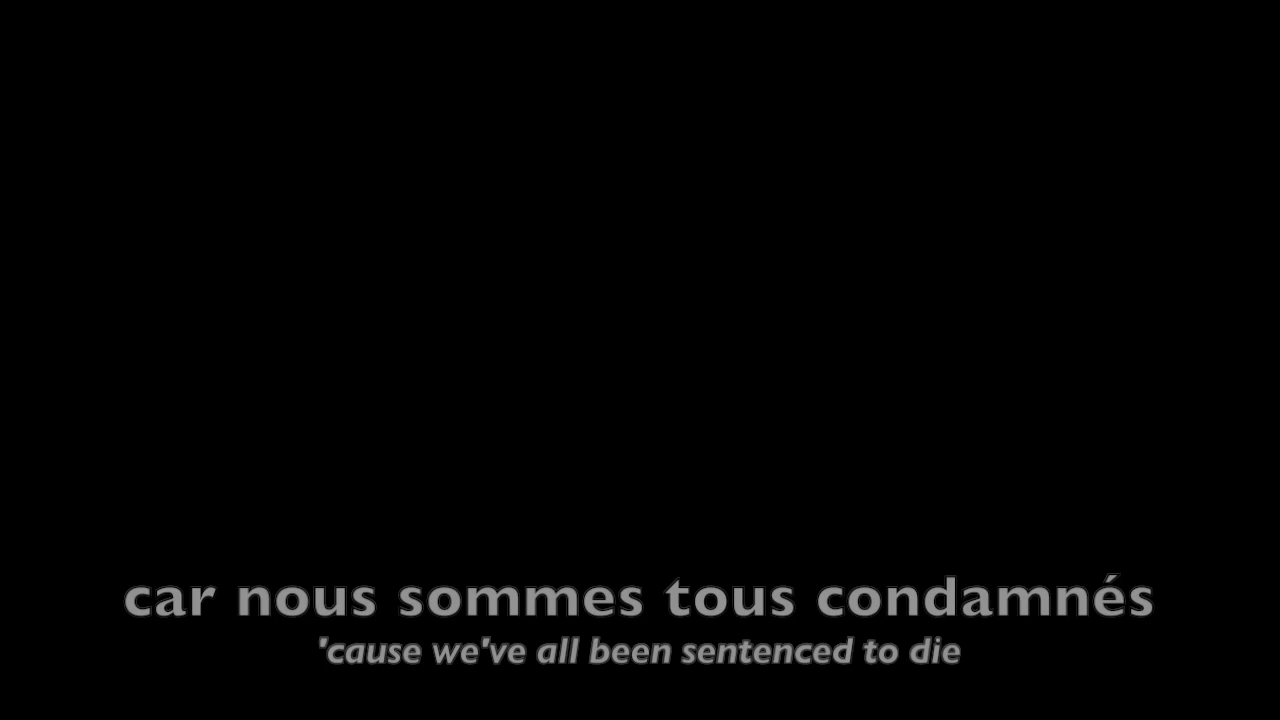 car nous sommes tous condamnés
'cause we've all been sentenced to die